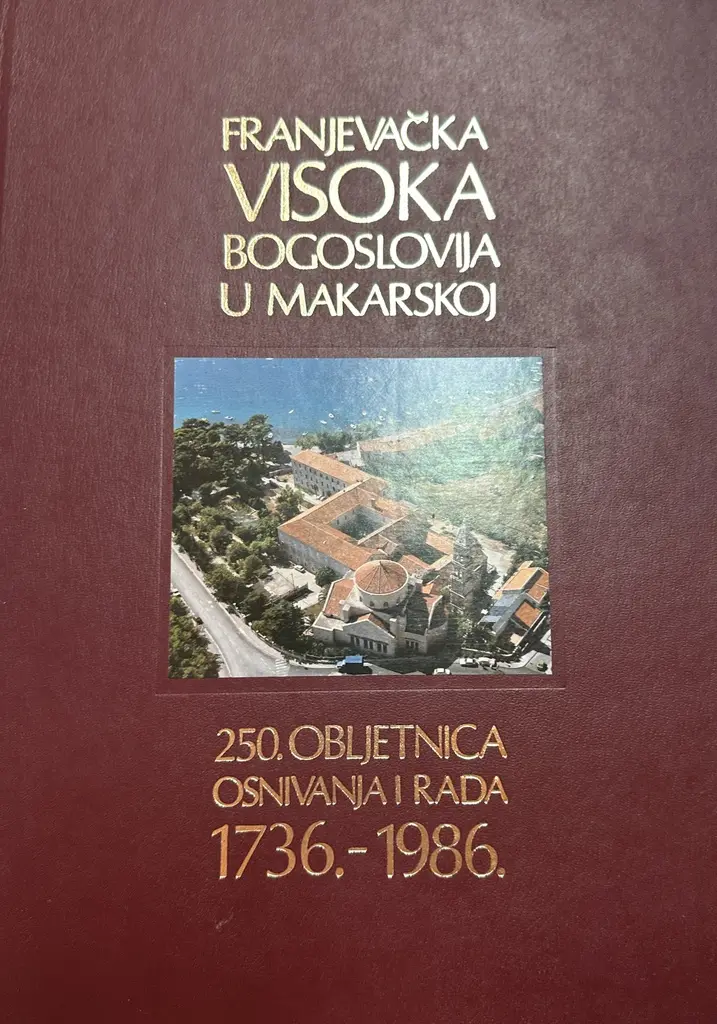 FRANJEVAČKA
VISOKA
BOGOSLOVIJA
U MAKARSKOJ
250. OBLJETNICA
OSNIVANJA I RADA
1736.-1986.